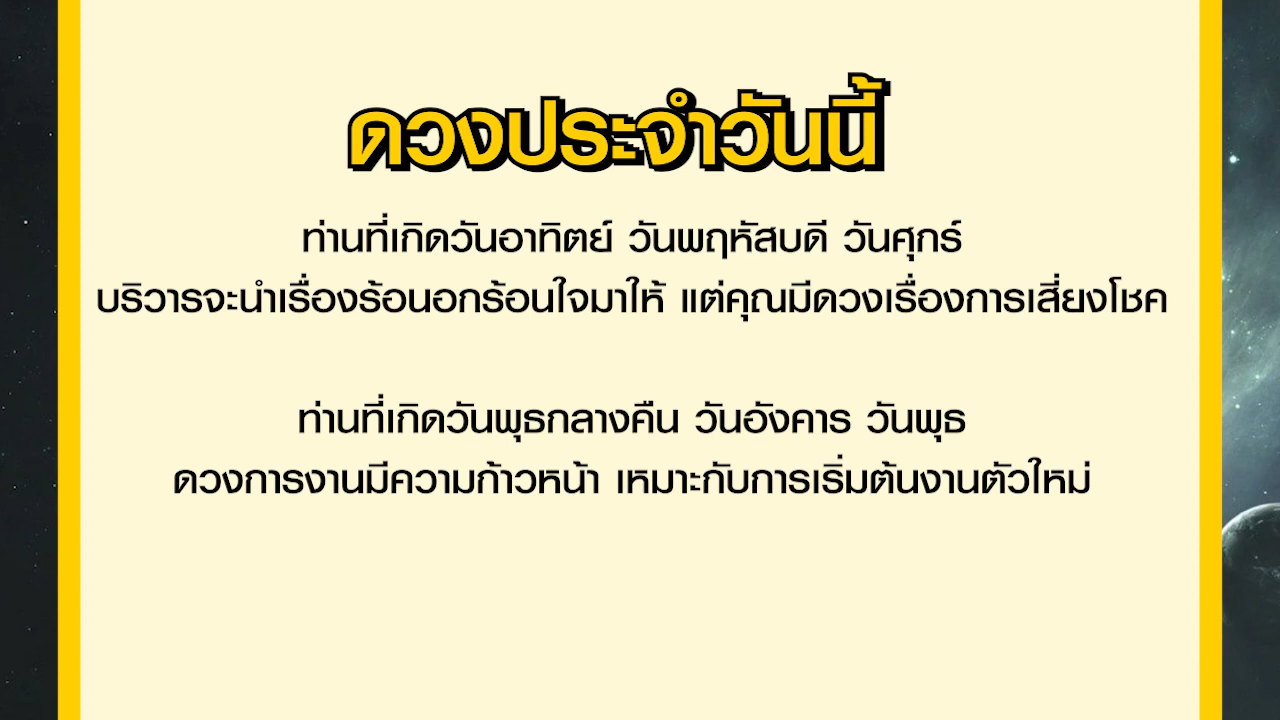 ดวงประจำวันนี้
ท่านที่เกิดวันอาทิตย์ วันพฤหัสบดี วันศุกร์
บริวารจะนำเรื่องร้อนอกร้อนใจมาให้ แต่คุณมีดวงเรื่องการเสี่ยงโชค
ท่านที่เกิดวันพุธกลางคืน วันอังคาร วันพุธ
ดวงการงานมีความก้าวหน้า เหมาะกับการเริ่มต้นงานตัวใหม่